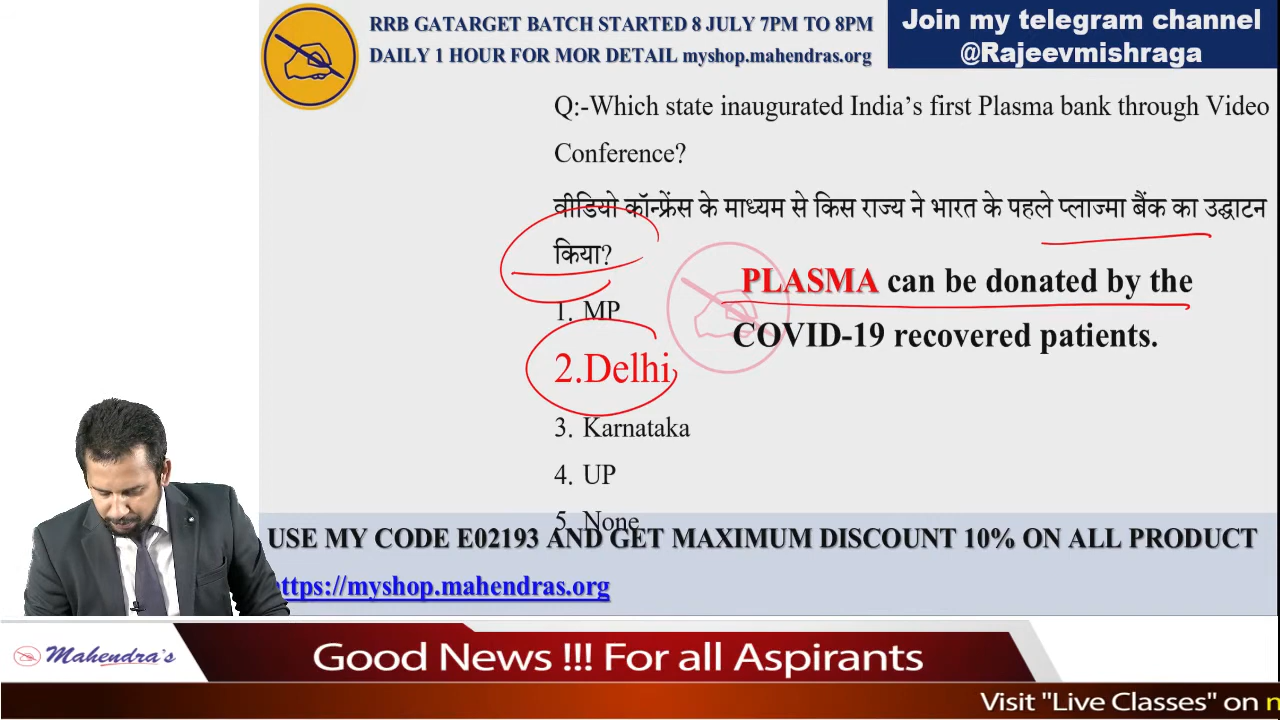 RRB GATARGET BATCH STARTED 8 JULY 7PM TO 8PM
DAILY 1 HOUR FOR MOR DETAIL myshop.mahendras.org
Join my telegram channel
@Rajeevmishraga
Q:-Which state inaugurated India's first Plasma bank through Video
Conference?
वीडियो कॉन्फ्रेंस के माध्यम से किस राज्य ने भारत के पहले प्लाज्मा बैंक का उद्घाटन
किया?
PLASMA can be donated by the
COVID-19 recovered patients.
1. MP
2.Delhi
3. Karnataka
4. UP
5. None
USE MY CODE E02193 AND GET MAXIMUM DISCOUNT 10% ON ALL PRODUCT
ttps://myshop.mahendras.org
Mahendra's
Good News !!! For all Aspirants
Visit "Live Classes" on